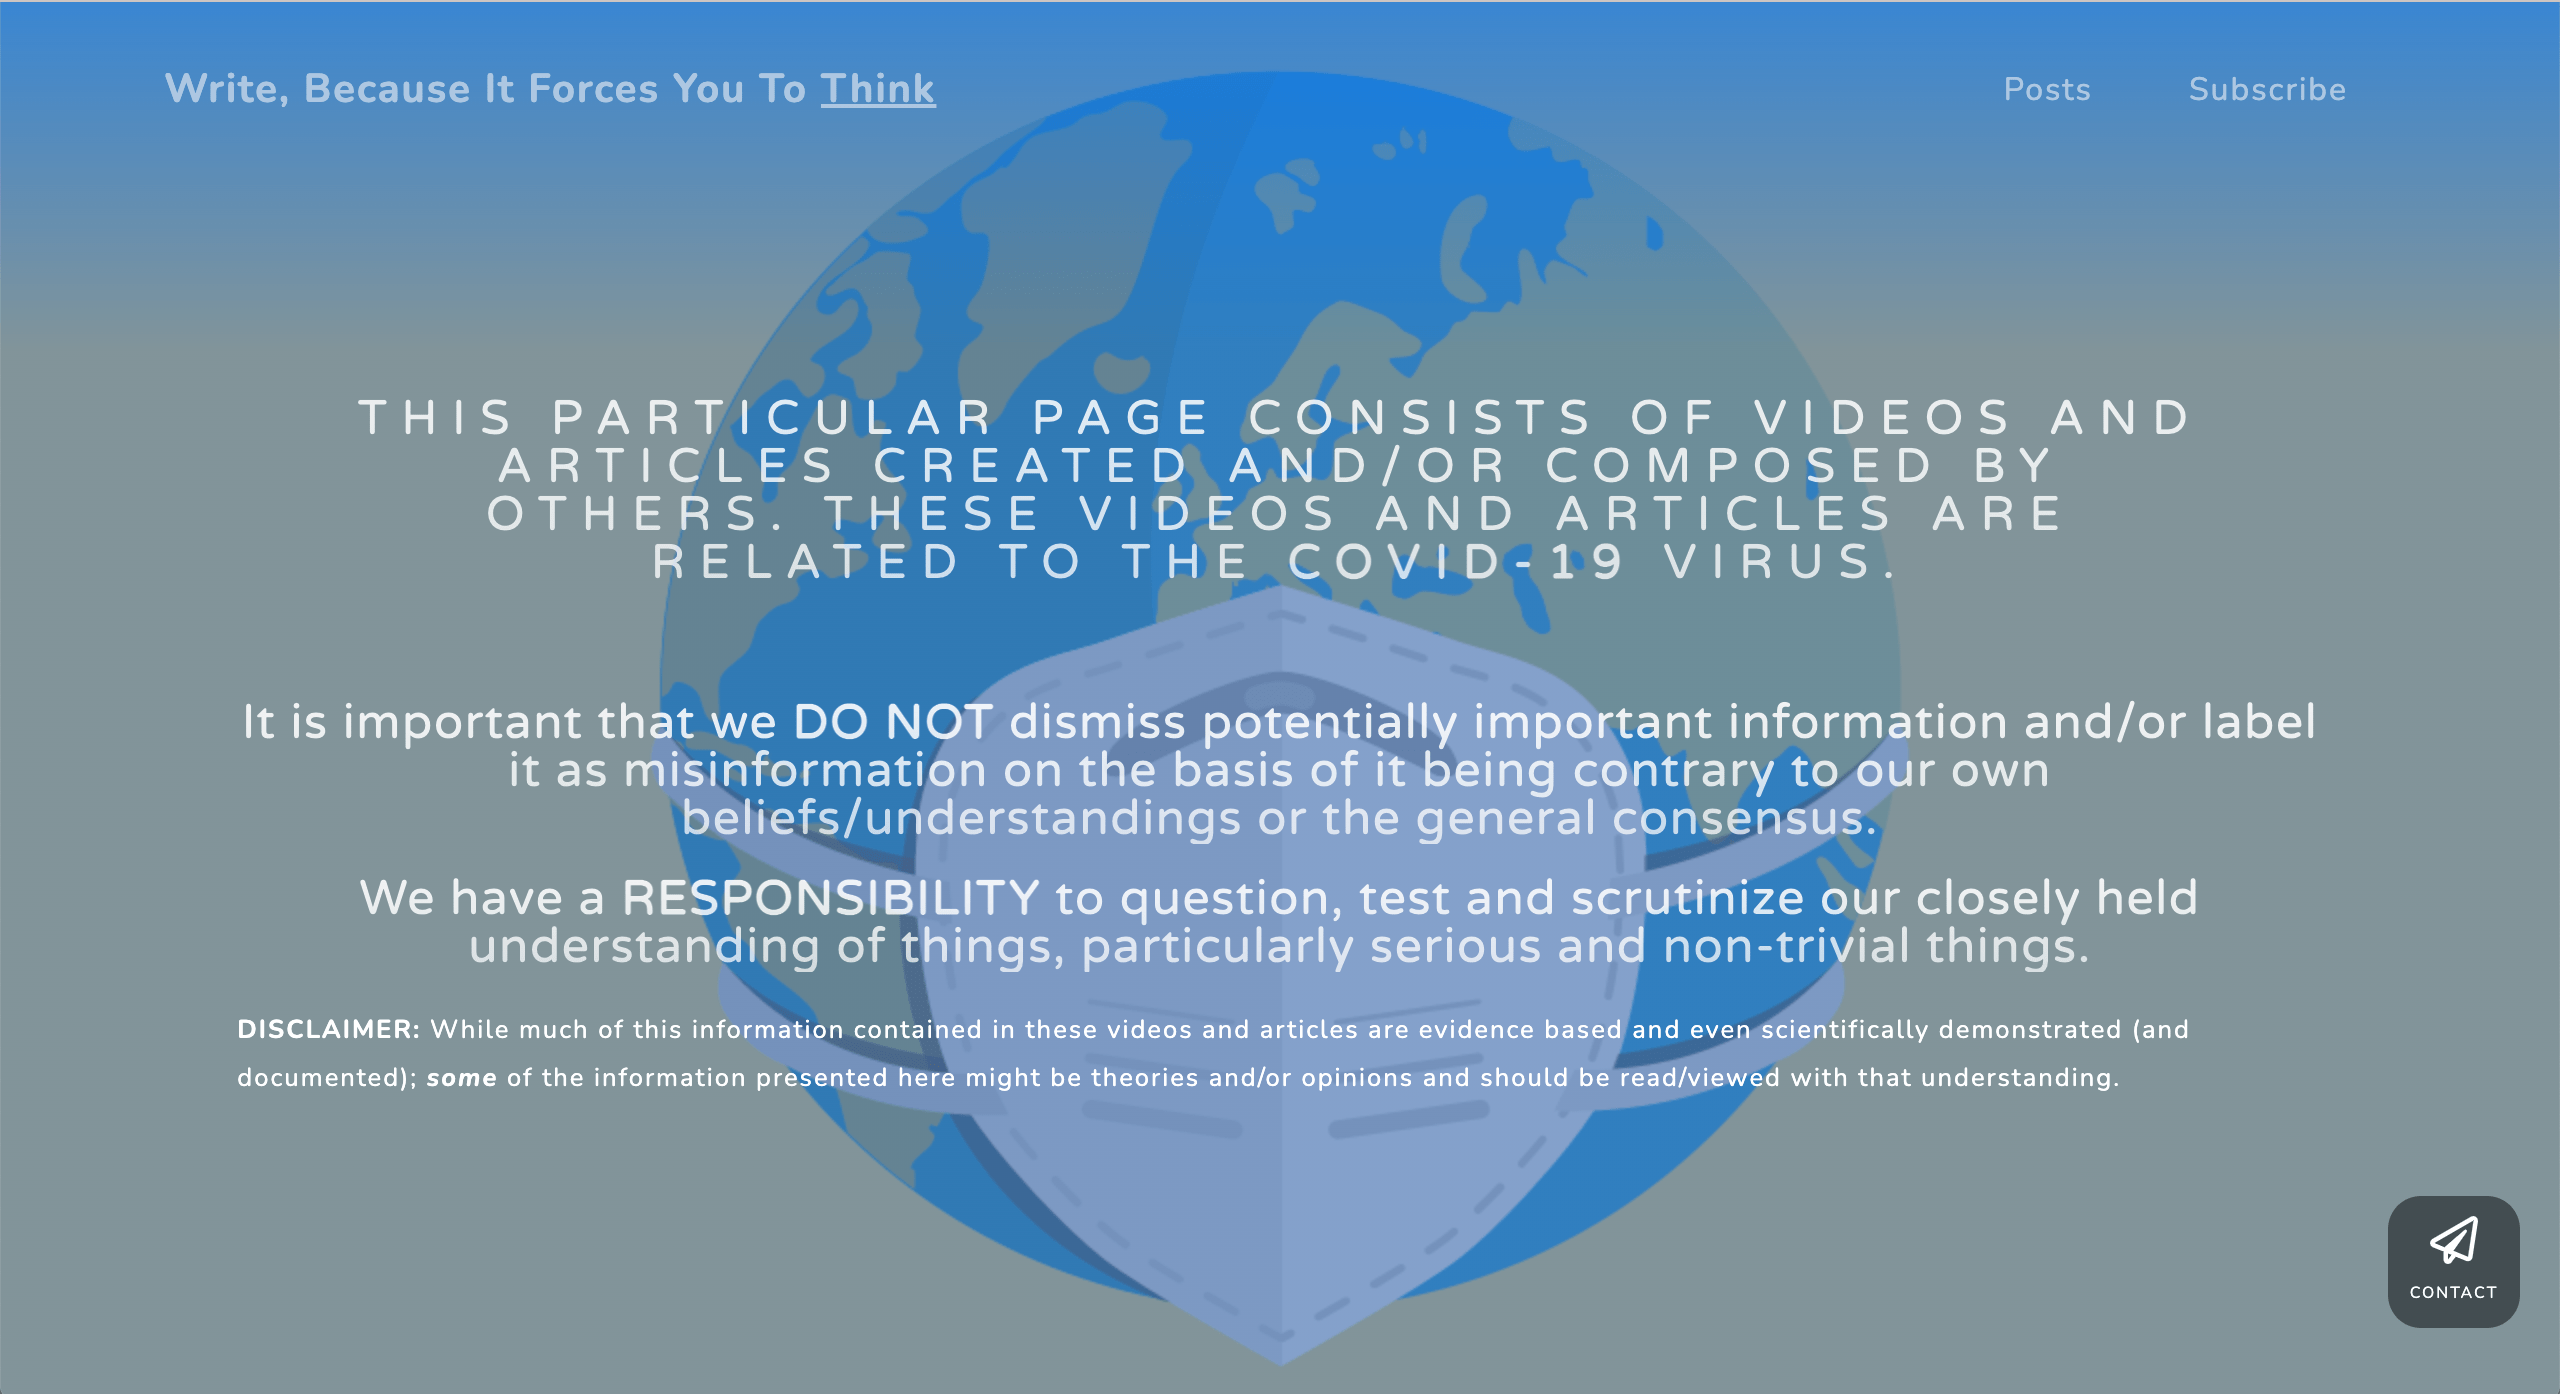 Write, Because It Forces You To Think
Posts
Subscribe
THIS PARTICULAR PAGE CONSISTS OF VIDEOS AND
ARTICLES CREATED AND/OR COMPOSED BY
OTHERS. THESE VIDEOS AND ARTICLES ARE
RELATED TO THE COVID-19 VIRUS.
It is important that we DO NOT dismiss potentially important information and/or label
it as misinformation on the basis of it being contrary to our own
beliefs/understandings or the general consensus.
We have a RESPONSIBILITY to question, test and scrutinize our closely held
understanding of things, particularly serious and non-trivial things.
DISCLAIMER: While much of this information contained in these videos and articles are evidence based and even scientifically demonstrated (and
documented); some of the information presented here might be theories and/or opinions and should be read/viewed with that understanding.
CONTACT